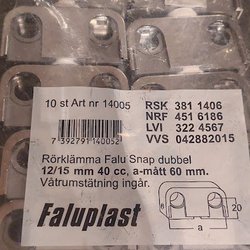 10 st Art nr 14005
7 392791 140052
RSK 381 1406
NRF 451 6186
LVI 322 4567
VVS 042882015
Rörklämma Falu Snap dubbel
12/15 mm 40 cc, a-mått 60 mm.
Våtrumstätning ingår.
Faluplast
8
20
a